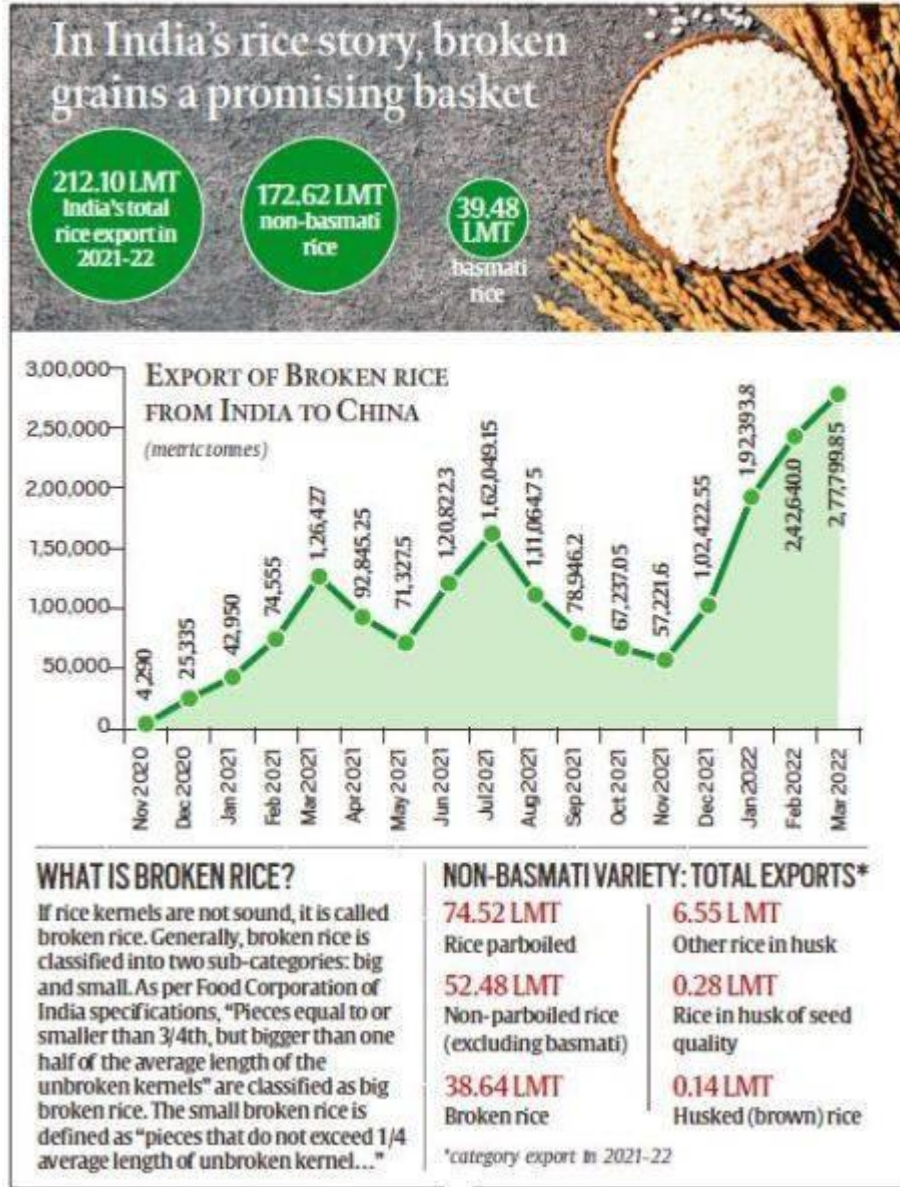 In India's rice story, broken
grains a promising basket
212.10 LMT
India's total
rice export in
2021-22
172.62 LMT
non-basmati
rice
39.48
LMT
basmati
rice
EXPORT OF BROKEN RICE
FROM INDIA TO CHINA
(metric tonnes)
3,00,000
2,50,000
2,00,000
1,50,000
1,00,000
50,000
0
4,290
25,335
42,950
74,555
1,26,427
92,845.25
71,327.5
1,20,822.3
1,62,049.15
1,11,064.75
78,946.2
67,237.05
57,221.6
1,02,422.55
1,92,393.8
2,42,640.0
2,77,799.85
Nov 2020
Dec 2020
Jan 2021
Feb 2021
Mar 2021
Apr 2021
May 2021
Jun 2021
Jul 2021
Aug 2021
Sep 2021
Oct 2021
Nov 2021
Dec 2021
Jan 2022
Feb 2022
Mar 2022
WHAT IS BROKEN RICE?
If rice kernels are not sound, it is called
broken rice. Generally, broken rice is
classified into two sub-categories: big
and small. As per Food Corporation of
India specifications, "Pieces equal to or
smaller than 3/4th, but bigger than one
half of the average length of the
unbroken kernels" are classified as big
broken rice. The small broken rice is
defined as "pieces that do not exceed 1/4
average length of unbroken kernel..."
NON-BASMATI VARIETY: TOTAL EXPORTS*
74.52 LMT
Rice parboiled
52.48 LMT
Non-parboiled rice
(excluding basmati)
38.64 LMT
Broken rice
6.55 L MT
Other rice in husk
0.28 LMT
Rice in husk of seed
quality
0.14 LMT
Husked (brown) rice
*category export in 2021-22